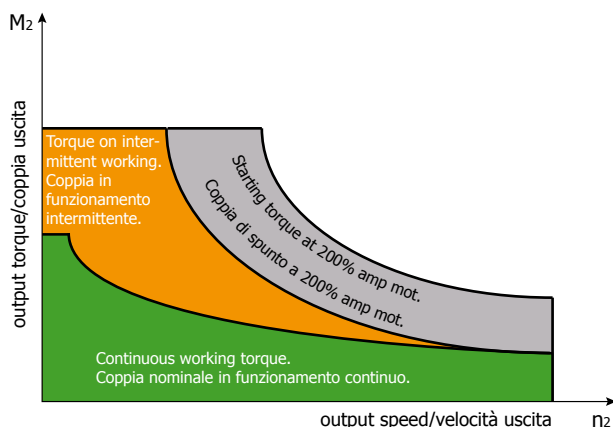 M2
output torque/coppia uscita
Torque on inter-
mittent working.
Coppia in
funzionamento
intermittente.
Starting torque at 200% amp mot.
Coppia di spunto a 200% amp mot.
Continuous working torque.
Coppia nominale in funzionamento continuo.
output speed/velocità uscita
n2